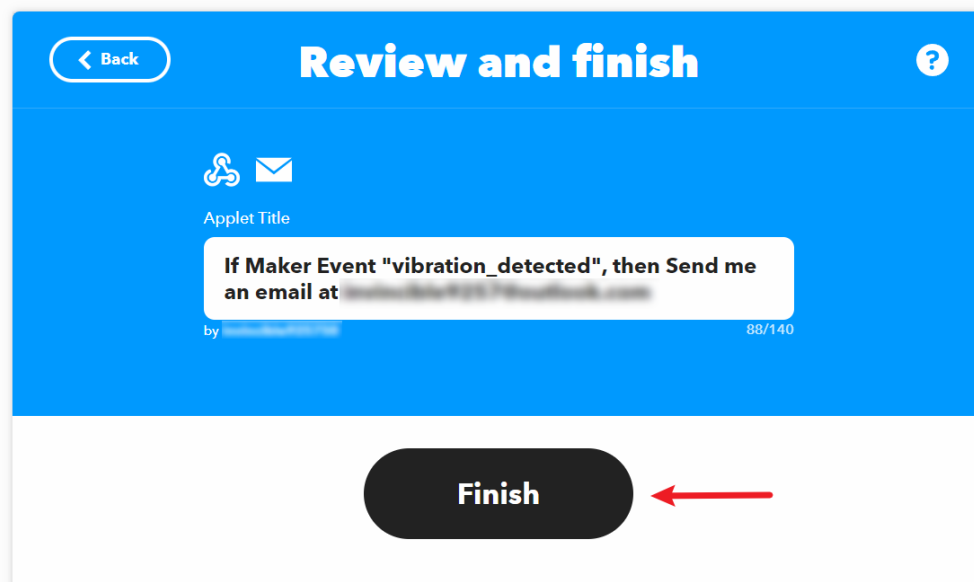 Back
Review and finish
?
Applet Title
If Maker Event "vibration_detected", then Send me
an email at
by
88/140
Finish